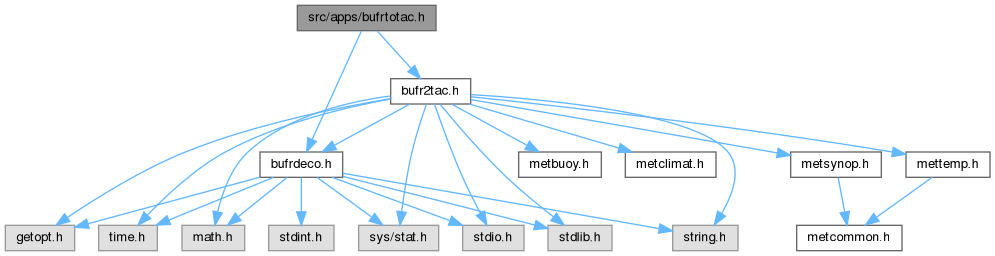 src/apps/bufrtotac.h
bufr2tac.h
bufrdeco.h
metbuoy.h
metclimat.h
metsynop.h
mettemp.h
getopt.h
time.h
math.h
stdint.h
sys/stat.h
stdio.h
stdlib.h
string.h
metcommon.h